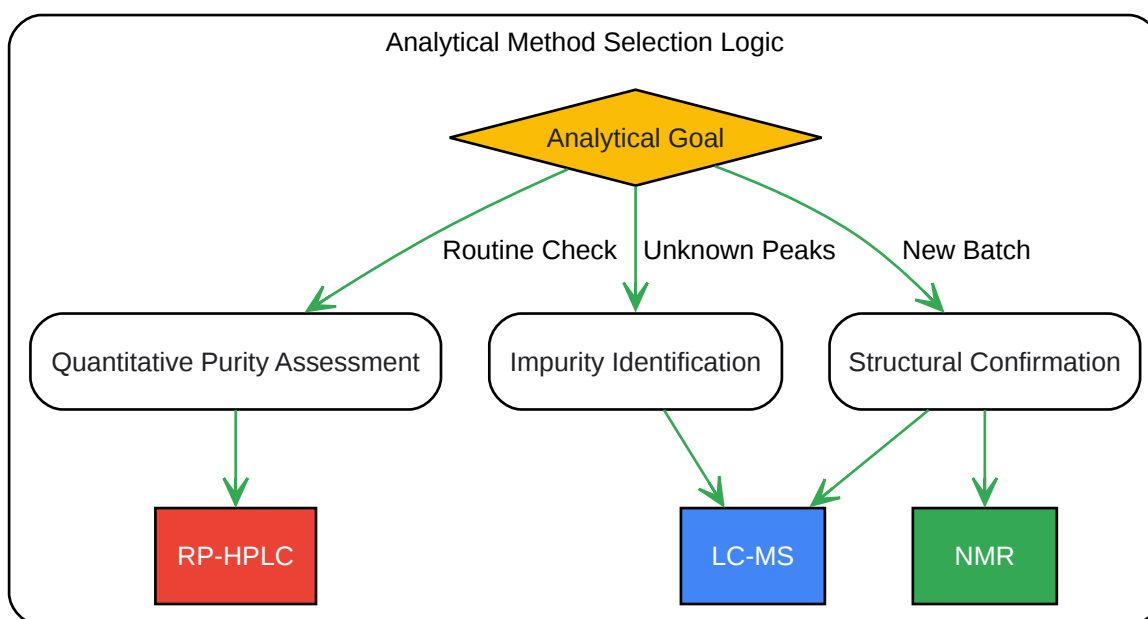 Analytical Method Selection Logic
Analytical Goal
Routine Check
Unknown Peaks
New Batch
Quantitative Purity Assessment
Impurity Identification
Structural Confirmation
RP-HPLC
LC-MS
NMR